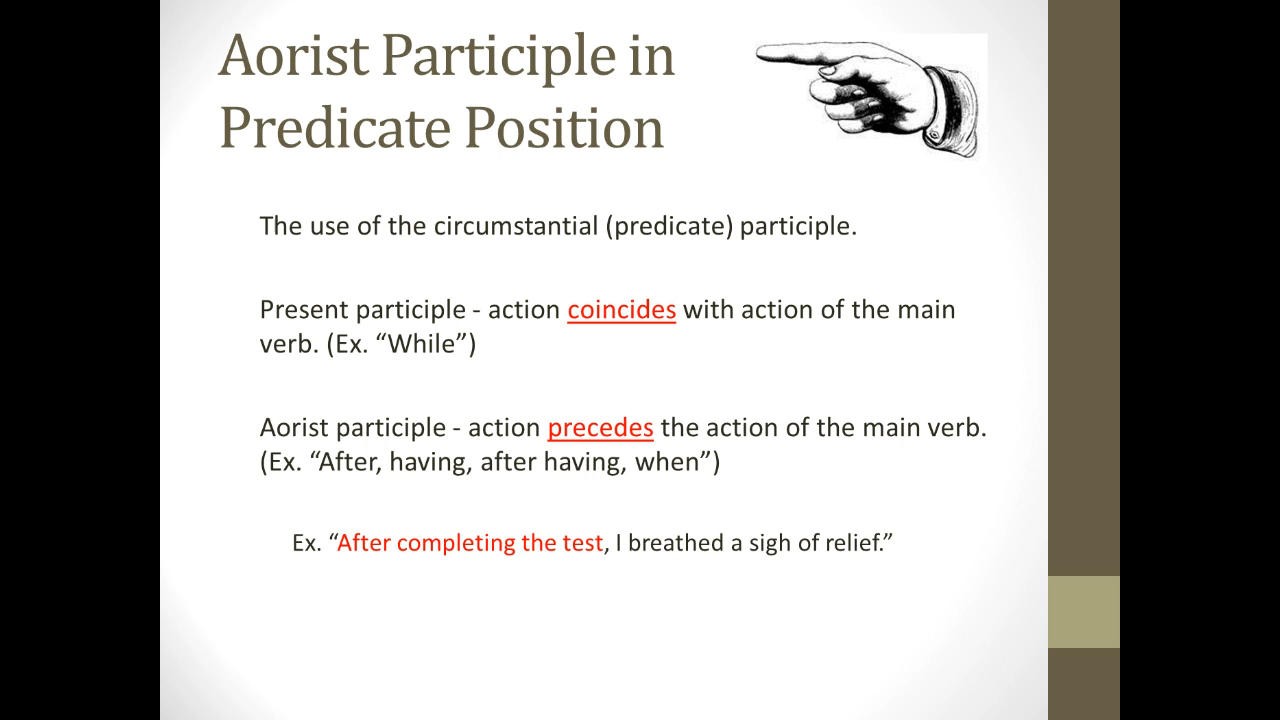 Aorist Participle in
Predicate Position
The use of the circumstantial (predicate) participle.
Present participle - action coincides with action of the main
verb. (Ex. “While”)
Aorist participle - action precedes the action of the main verb.
(Ex. “After, having, after having, when”)
Ex. “After completing the test, I breathed a sigh of relief.”